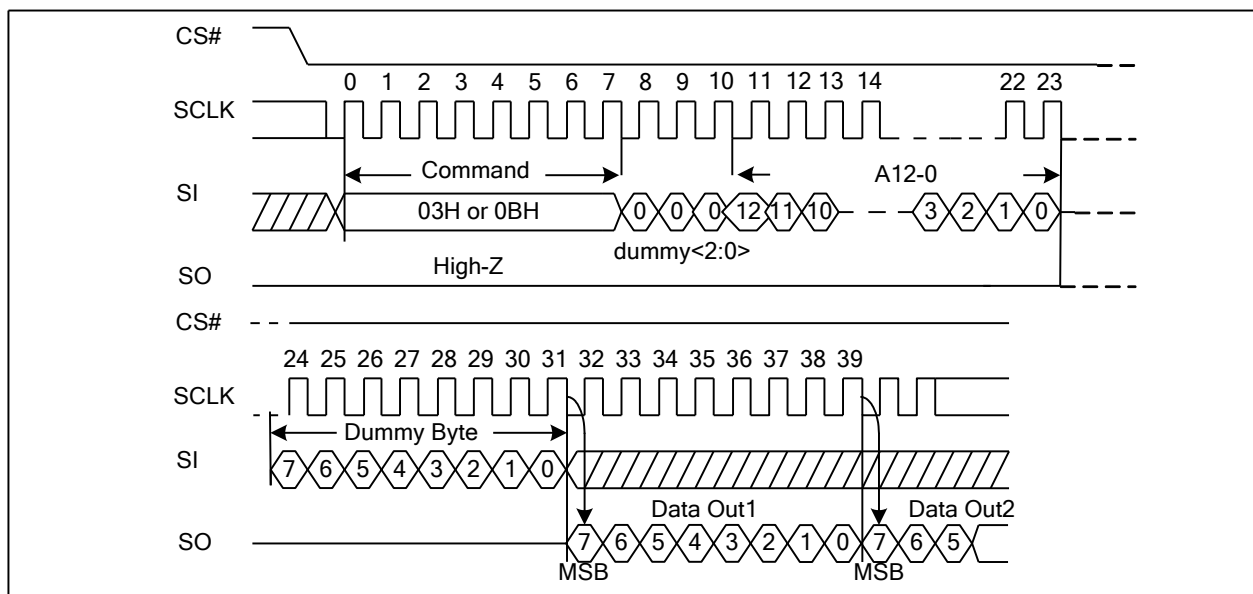 CS#
0 1 2 3 4 5 6 7 8 9 10 11 12 13 14 22 23
SCLK
Command A12-0
SI
03H or 0BH 0 0 0 12 11 10 3 2 1 0
dummy<2:0>
High-Z
SO
CS#
24 25 26 27 28 29 30 31 32 33 34 35 36 37 38 39
SCLK
Dummy Byte
SI
7 6 5 4 3 2 1 0
Data Out1 Data Out2
SO
7 6 5 4 3 2 1 0 7 6 5
MSB MSB